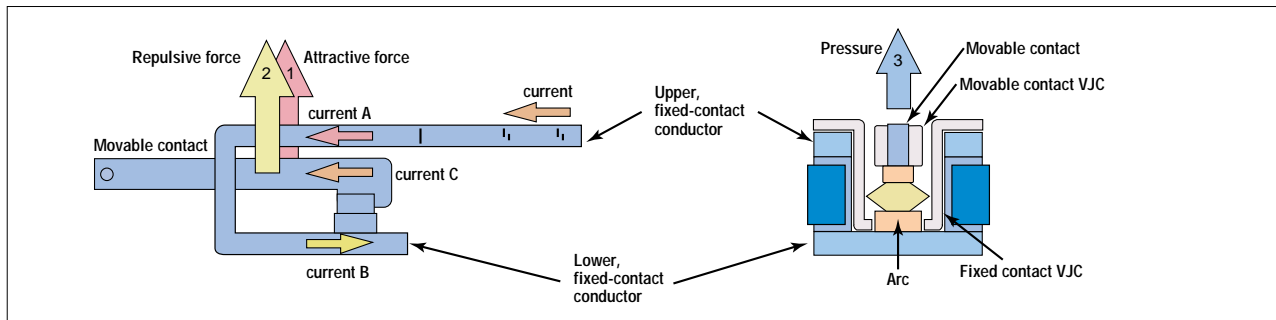 Repulsive force
Attractive force
2
1
current
current A
Movable contact
current C
current B
Upper,
fixed-contact
conductor
Lower,
fixed-contact
conductor
Pressure
3
Movable contact
Movable contact VJC
Fixed contact VJC
Arc